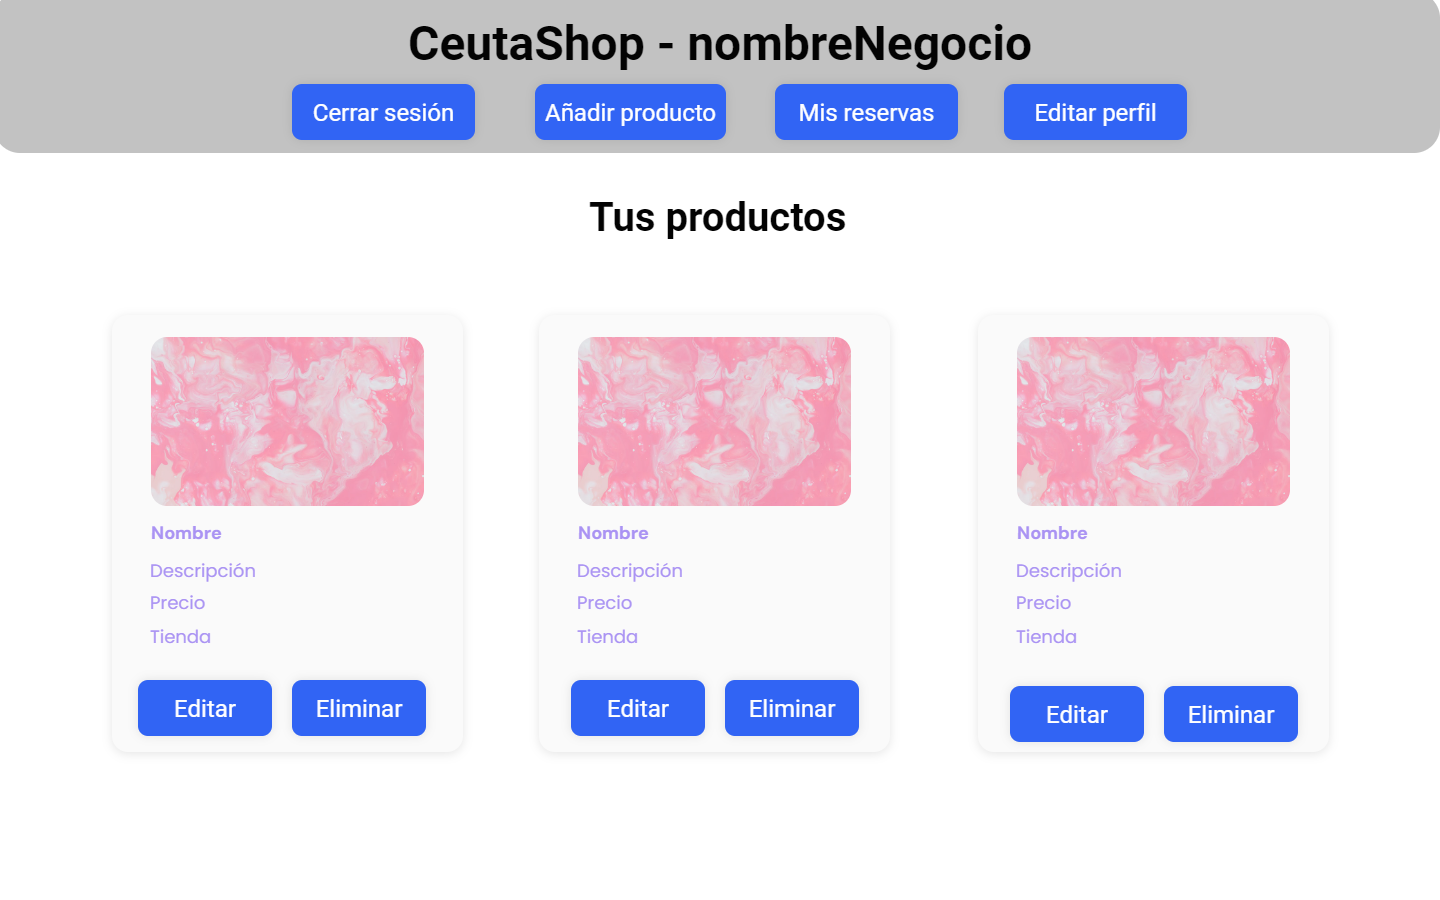 CeutaShop - nombreNegocio
Cerrar sesión
Añadir producto
Mis reservas
Editar perfil
Tus productos
Nombre
Descripción
Precio
Tienda
Editar
Eliminar
Nombre
Descripción
Precio
Tienda
Editar
Eliminar
Nombre
Descripción
Precio
Tienda
Editar
Eliminar